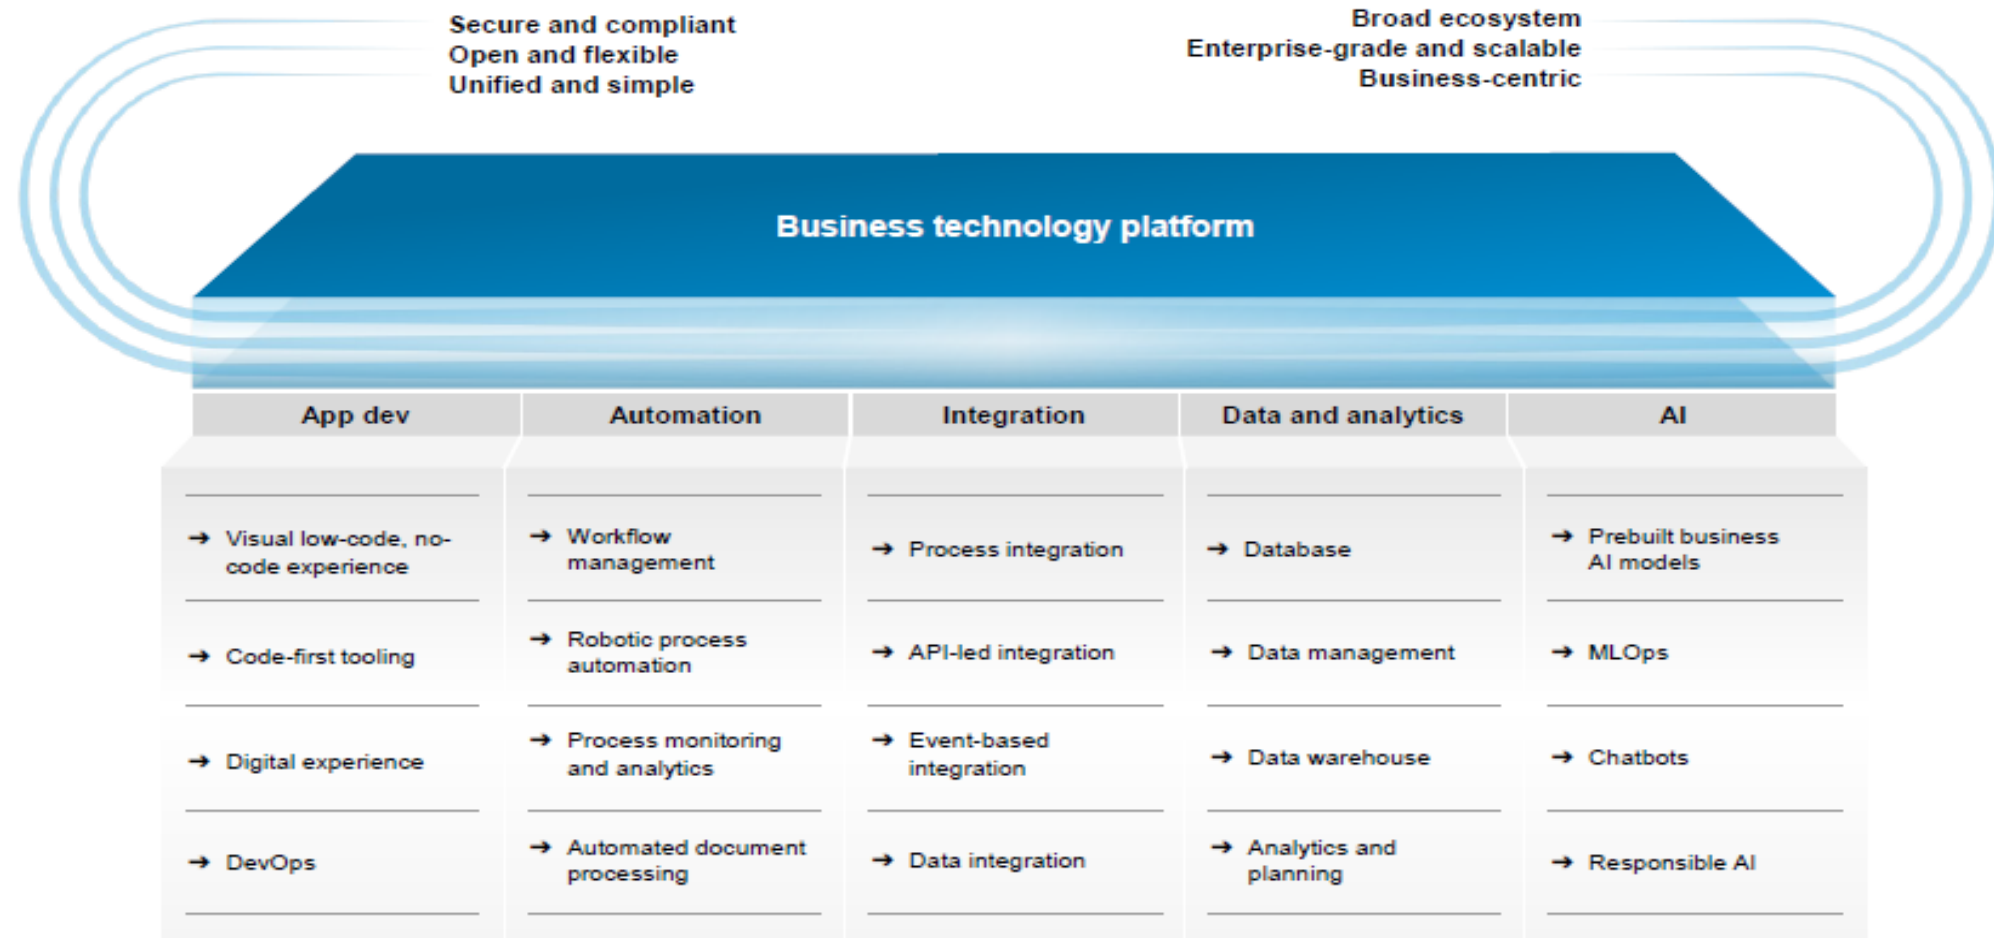 Secure and compliant
Open and flexible
Unified and simple
Broad ecosystem
Enterprise-grade and scalable
Business-centric
Business technology platform
App dev
Automation
Integration
Data and analytics
AI
→ Visual low-code, no-
code experience
→ Workflow
management
→ Process integration
→ Database
→ Prebuilt business
AI models
→ Code-first tooling
→ Robotic process
automation
→ API-led integration
→ Data management
→ MLOps
→ Digital experience
→ Process monitoring
and analytics
→ Event-based
integration
→ Data warehouse
→ Chatbots
→ DevOps
→ Automated document
processing
→ Data integration
→ Analytics and
planning
→ Responsible AI